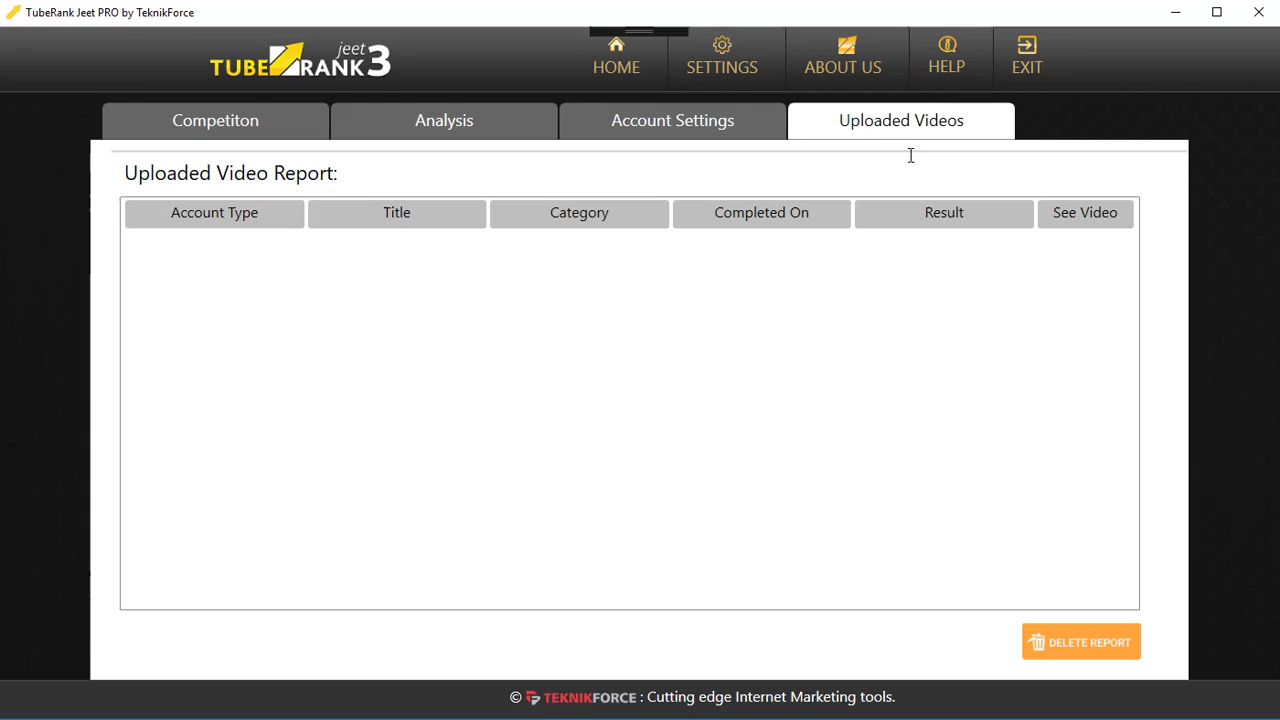 TubeRank Jeet PRO by TeknikForce
TUBE RANK jeet 3
HOME
SETTINGS
ABOUT US
HELP
EXIT
Competiton
Analysis
Account Settings
Uploaded Videos
Uploaded Video Report:
Account Type
Title
Category
Completed On
Result
See Video
DELETE REPORT
© TEKNIKFORCE : Cutting edge Internet Marketing tools.